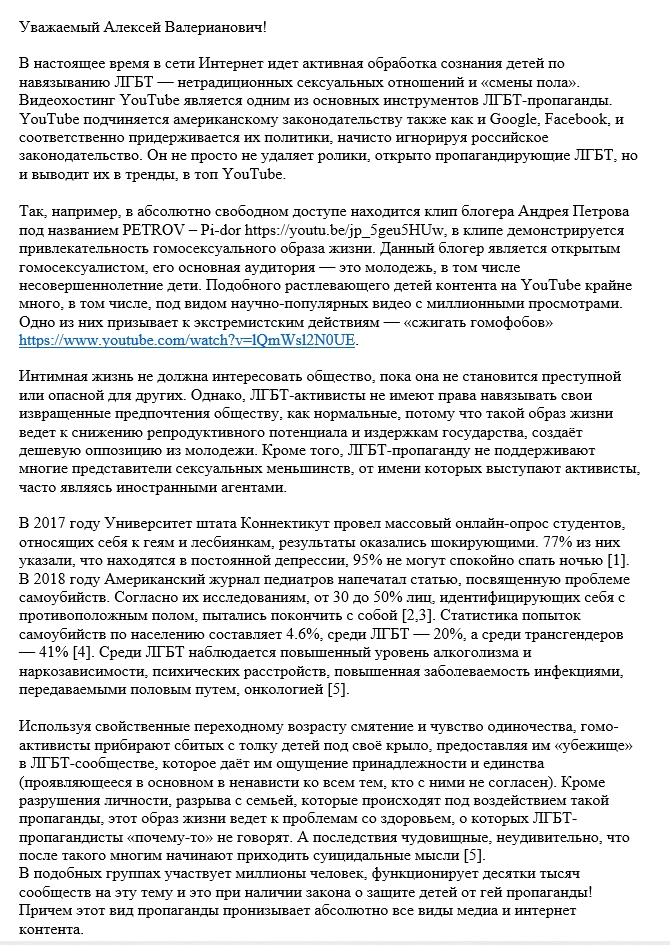 Уважаемый Алексей Валерианович!
В настоящее время в сети Интернет идет активная обработка сознания детей по
навязыванию ЛГБТ — нетрадиционных сексуальных отношений и «смены пола».
Видеохостинг YouTube является одним из основных инструментов ЛГБТ-пропаганды.
YouTube подчиняется американскому законодательству также как и Google, Facebook, и
соответственно придерживается их политики, начисто игнорируя российское
законодательство. Он не просто не удаляет ролики, открыто пропагандирующие ЛГБТ, но
и выводит их в тренды, в топ YouTube.
Так, например, в абсолютно свободном доступе находится клип блогера Андрея Петрова
под названием PETROV – Pi-dor https://youtu.be/jp_5geu5HUw, в клипе демонстрируется
привлекательность гомосексуального образа жизни. Данный блогер является открытым
гомосексуалистом, его основная аудитория — это молодежь, в том числе
несовершеннолетние дети. Подобного растлевающего детей контента на YouTube крайне
много, в том числе, под видом научно-популярных видео с миллионными просмотрами.
Одно из них призывает к экстремистским действиям — «сжигать гомофобов»
https://www.youtube.com/watch?v=lQmWsl2N0UE.
Интимная жизнь не должна интересовать общество, пока она не становится преступной
или опасной для других. Однако, ЛГБТ-активисты не имеют права навязывать свои
извращенные предпочтения обществу, как нормальные, потому что такой образ жизни
ведет к снижению репродуктивного потенциала и издержкам государства, создаёт
дешевую оппозицию из молодежи. Кроме того, ЛГБТ-пропаганду не поддерживают
многие представители сексуальных меньшинств, от имени которых выступают активисты,
часто являясь иностранными агентами.
В 2017 году Университет штата Коннектикут провел массовый онлайн-опрос студентов,
относящих себя к геям и лесбиянкам, результаты оказались шокирующими. 77% из них
указали, что находятся в постоянной депрессии, 95% не могут спокойно спать ночью [1].
В 2018 году Американский журнал педиатров напечатал статью, посвященную проблеме
самоубийств. Согласно их исследованиям, от 30 до 50% лиц, идентифицирующих себя с
противоположным полом, пытались покончить с собой [2,3]. Статистика попыток
самоубийств по населению составляет 4.6%, среди ЛГБТ — 20%, а среди трансгендеров
— 41% [4]. Среди ЛГБТ наблюдается повышенный уровень алкоголизма и
наркозависимости, психических расстройств, повышенная заболеваемость инфекциями,
передаваемыми половым путем, онкологией [5].
Используя свойственные переходному возрасту смятение и чувство одиночества, гомо-
активисты прибирают сбитых с толку детей под своё крыло, предоставляя им «убежище»
в ЛГБТ-сообществе, которое даёт им ощущение принадлежности и единства
(проявляющееся в основном в ненависти ко всем тем, кто с ними не согласен). Кроме
разрушения личности, разрыва с семьей, которые происходят под воздействием такой
пропаганды, этот образ жизни ведет к проблемам со здоровьем, о которых ЛГБТ-
пропагандисты «почему-то» не говорят. А последствия чудовищные, неудивительно, что
после такого многим начинают приходить суицидальные мысли [5].
В подобных группах участвует миллионы человек, функционирует десятки тысяч
сообществ на эту тему и это при наличии закона о защите детей от гей пропаганды!
Причем этот вид пропаганды пронизывает абсолютно все виды медиа и интернет
контента.